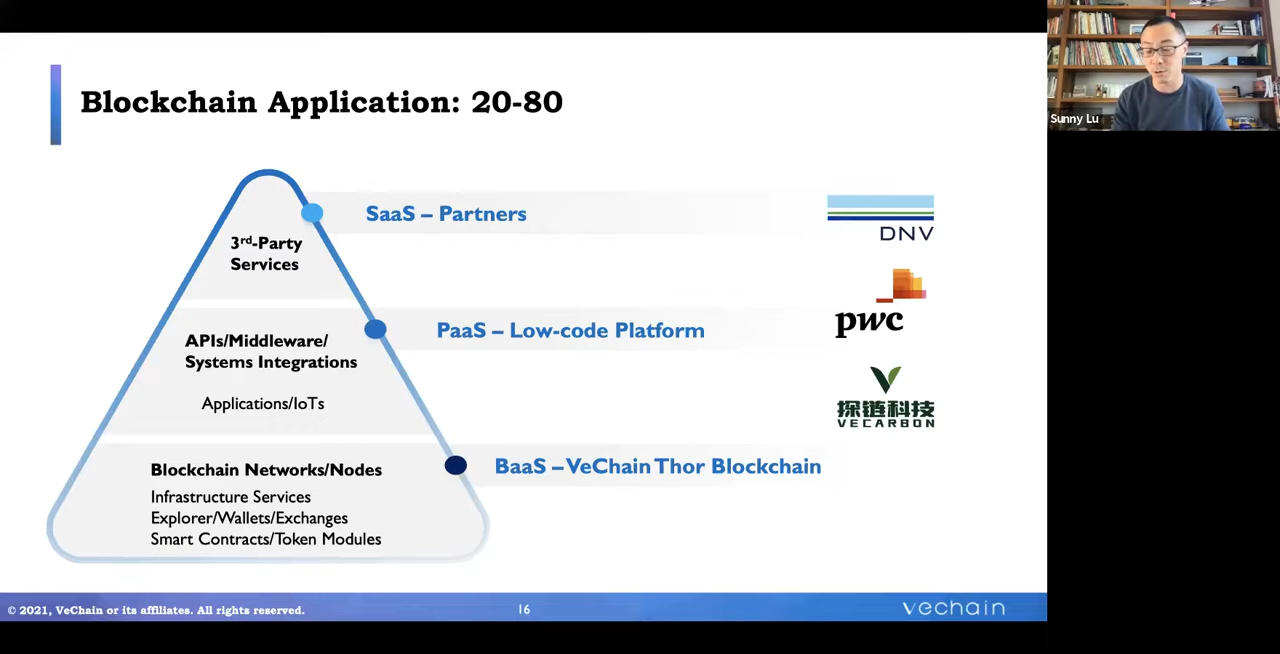 Blockchain Application: 20-80
Sunny Lu
3rd-Party
Services
SaaS – Partners
DNV
pwc
APIs/Middleware/
Systems Integrations
Applications/IoTs
PaaS – Low-code Platform
探链科技
VECARBON
Blockchain Networks/Nodes
Infrastructure Services
Explorer/Wallets/Exchanges
Smart Contracts/Token Modules
BaaS – VeChain Thor Blockchain
© 2021, VeChain or its affiliates. All rights reserved.
16
vechain